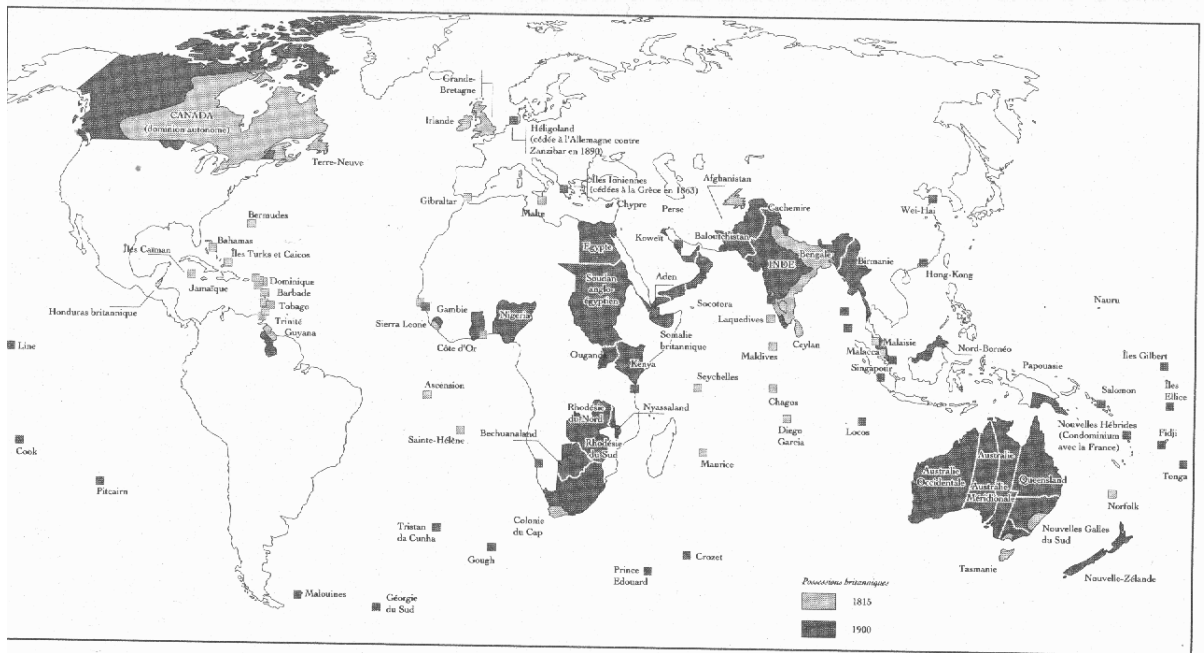 CANADA
(dominion autonome)
Terre-Neuve
Grande-
Bretagne
Irlande
Héligoland
(cédée à l'Allemagne contre
Zanzibar en 1890)
Îles Ioniennes
(cédées à la Grèce en 1863)
Gibraltar
Malte
Chypre
Perse
Afghanistan
Cachemire
Baloutchistan
Koweït
Wei-Hai
Bermudes
Bahamas
Îles Caïman
Îles Turks et Caicos
Jamaïque
Dominique
Barbade
Tobago
Trinité
Guyana
Honduras britannique
Line
Cook
Pitcairn
Gambie
Sierra Leone
Côte d'Or
Nigeria
Egypte
Soudan
anglo-
égyptien
Aden
Socotora
Somalie
britannique
Ouganda
Kenya
INDE
Bengale
Birmanie
Hong-Kong
Laquedives
Ceylan
Maldives
Malaisie
Malacca
Singapour
Nord-Bornéo
Papouasie
Nauru
Îles Gilbert
Îles
Ellice
Salomon
Ascension
Sainte-Hélène
Seychelles
Chagos
Diego
Garcia
Locos
Maurice
Rhodésie
du Nord
Nyassaland
Bechuanaland
Rhodésie
du Sud
Nouvelles Hébrides
(Condominium
avec la France)
Fidji
Tonga
Australie
Occidentale
Australie
Australie
Méridionale
Queensland
Norfolk
Nouvelles Galles
du Sud
Tasmanie
Nouvelle-Zélande
Colonie
du Cap
Tristan
da Cunha
Gough
Crozet
Prince
Edouard
Malouines
Géorgie
du Sud
Possessions britanniques
1815
1900